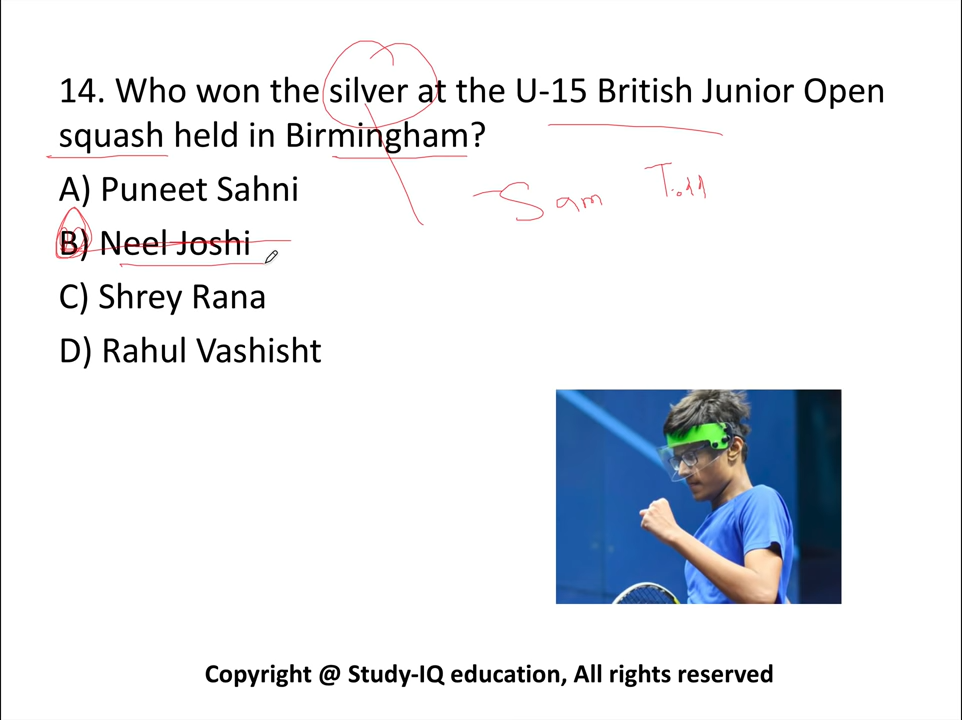 14. Who won the silver at the U-15 British Junior Open
squash held in Birmingham?
Sam Todd
A) Puneet Sahni
B) Neel Joshi
C) Shrey Rana
D) Rahul Vashisht
Copyright @ Study-IQ education, All rights reserved